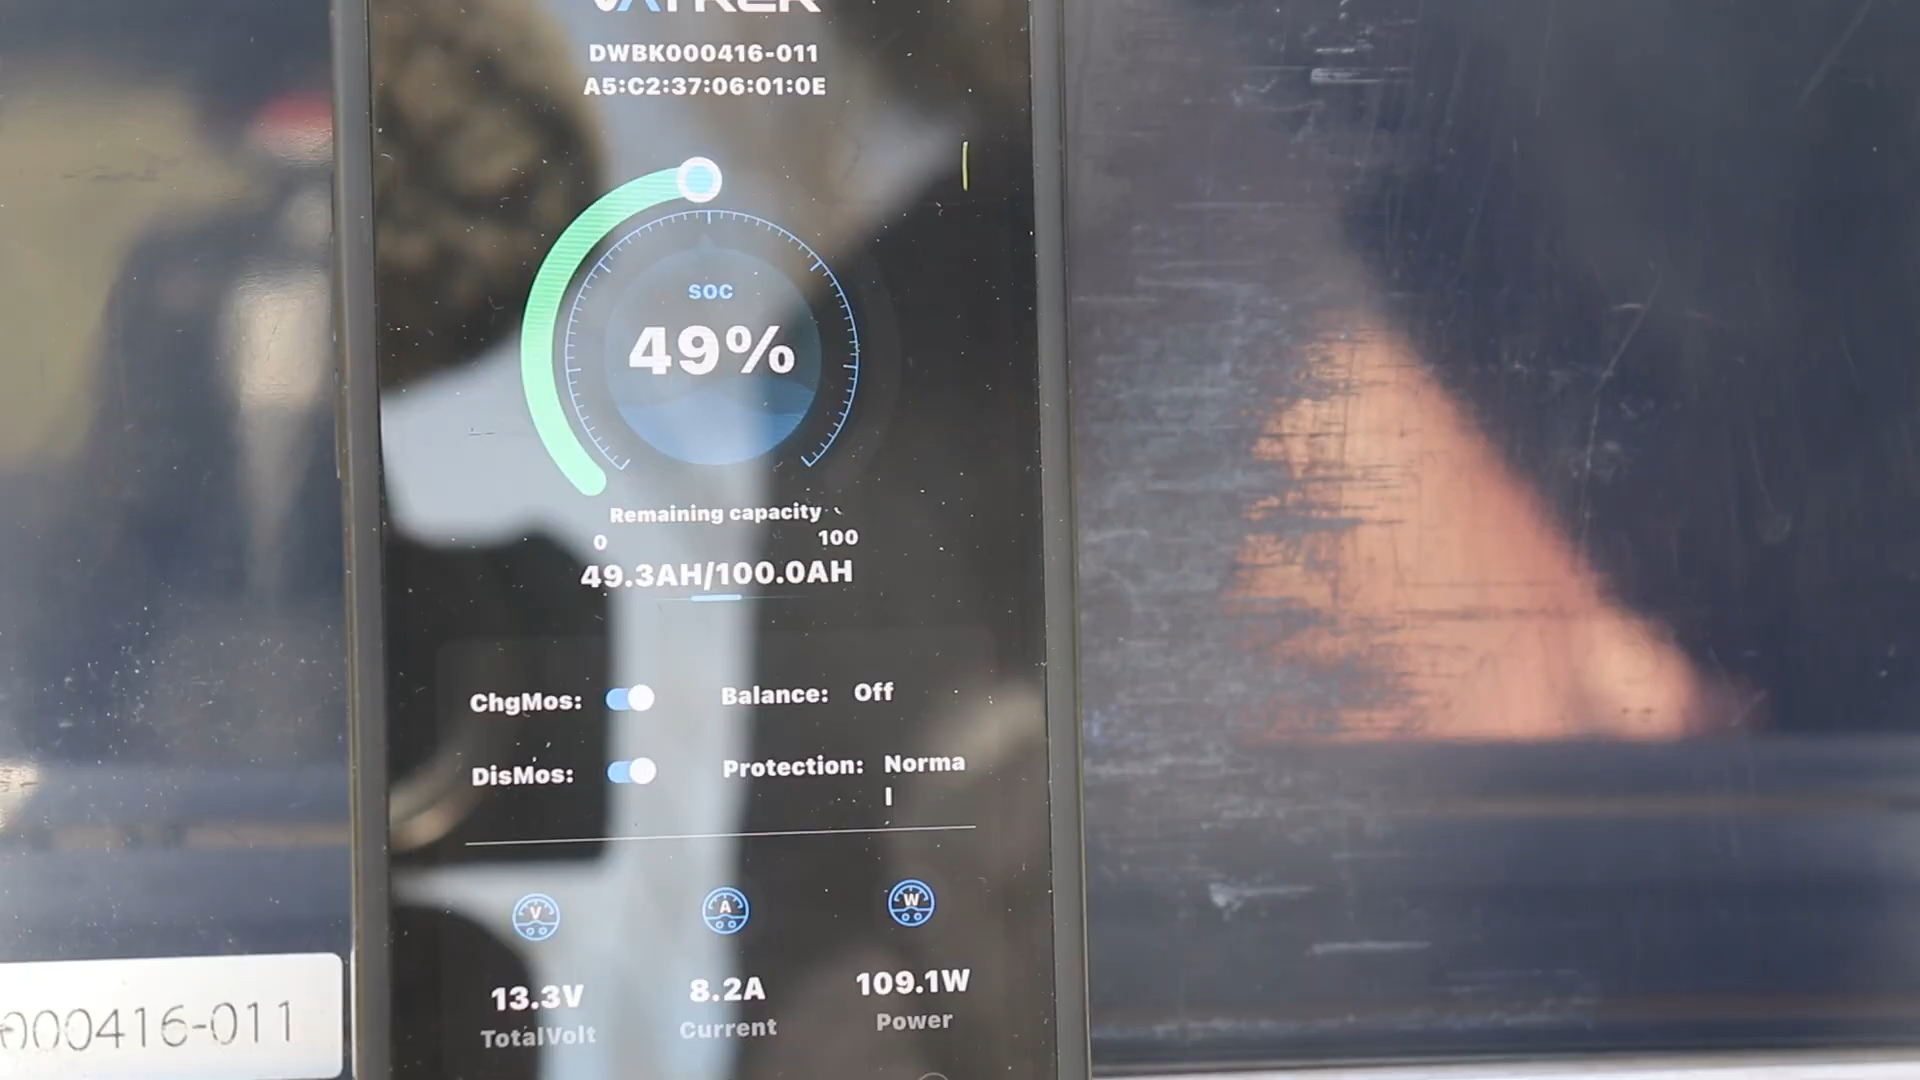 DWBK000416-011
A5:C2:37:06:01:0E
SOC
49%
Remaining capacity
0 100
49.3AH/100.0AH
ChgMos: Balance: Off
DisMos: Protection: Norma
l
V A W
13.3V 8.2A 109.1W
TotalVolt Current Power
000416-011